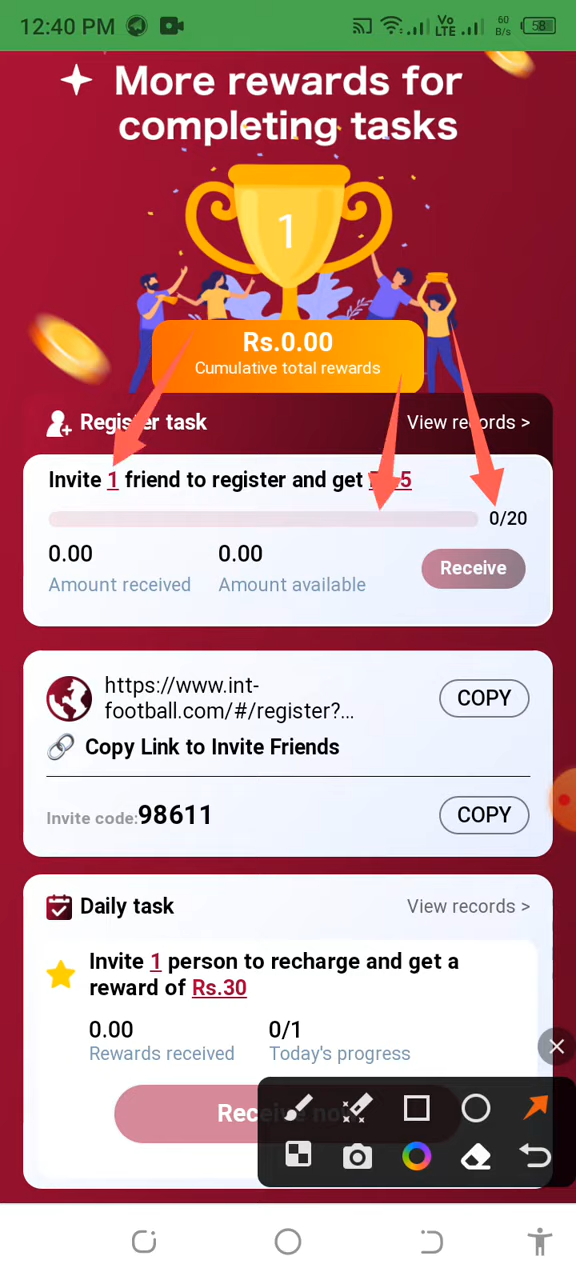 12:40 PM Vo LTE 60 B/s 58
More rewards for
completing tasks
1
Rs.0.00
Cumulative total rewards
Register task View records >
Invite 1 friend to register and get 5
0/20
0.00 0.00
Amount received Amount available
Receive
https://www.int-
football.com/#/register?...
COPY
Copy Link to Invite Friends
Invite code:98611 COPY
Daily task View records >
Invite 1 person to recharge and get a
reward of Rs.30
0.00 0/1
Rewards received Today's progress
Receive now